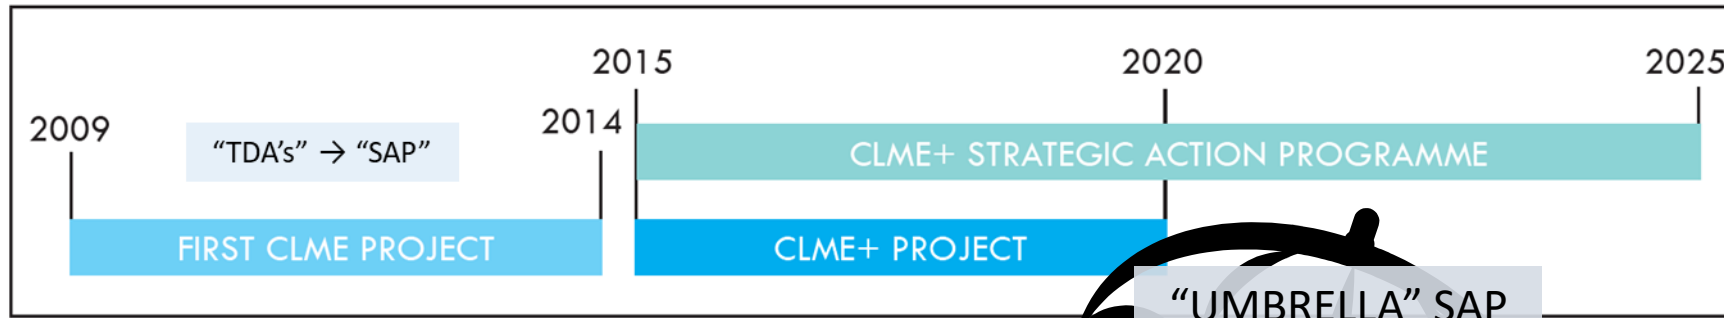 2015
2020
2025
2009
2014
“TDA’s” → “SAP”
CLME+ STRATEGIC ACTION PROGRAMME
FIRST CLME PROJECT
CLME+ PROJECT
“UMBRELLA” SAP